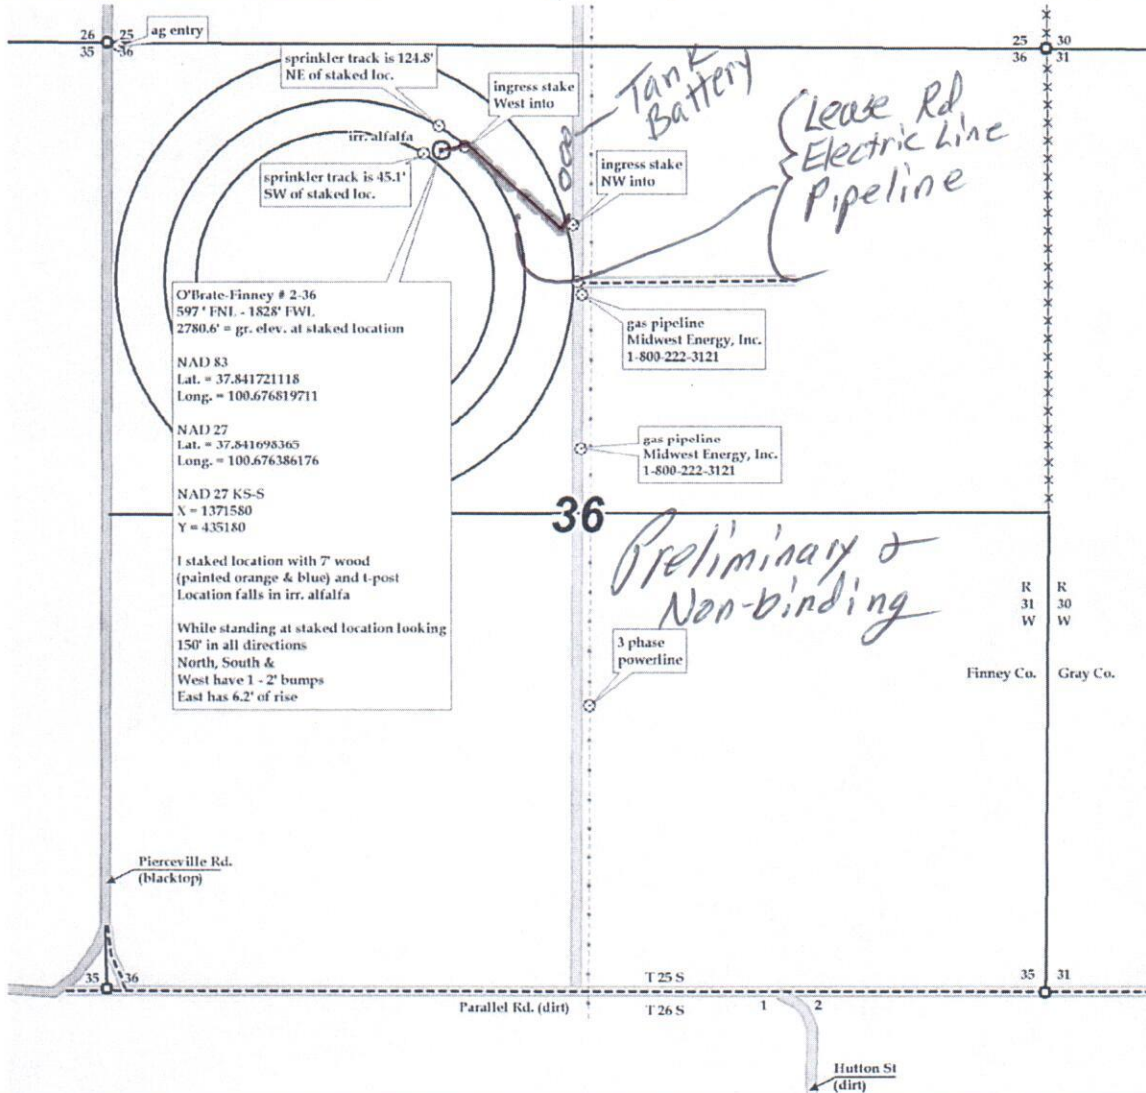 26 25
35 36
ag entry
25 30
36 31
sprinkler track is 124.8'
NE of staked loc.
ingress stake
West into
Tank
Battery
Lease Rd
Electric Line
Pipeline
irr. alfalfa
sprinkler track is 45.1'
SW of staked loc.
ingress stake
NW into
O'Brate-Finney # 2-36
597 ' FNL - 1828' FWL
2780.6' = gr. elev. at staked location
NAD 83
Lat. = 37.841721118
Long. = 100.676819711
NAD 27
Lat. = 37.841698365
Long. = 100.676386176
NAD 27 KS-S
X = 1371580
Y = 435180
I staked location with 7' wood
(painted orange & blue) and t-post
Location falls in irr. alfalfa
While standing at staked location looking
150' in all directions
North, South &
West have 1 - 2' bumps
East has 6.2' of rise
gas pipeline
Midwest Energy, Inc.
1-800-222-3121
gas pipeline
Midwest Energy, Inc.
1-800-222-3121
36
Preliminary &
Non-binding
R R
31 30
W W
3 phase
powerline
Finney Co. Gray Co.
Pierceville Rd.
(blacktop)
35 36
T 25 S
35 31
Parallel Rd. (dirt)
T 26 S
1 2
Hutton St
(dirt)